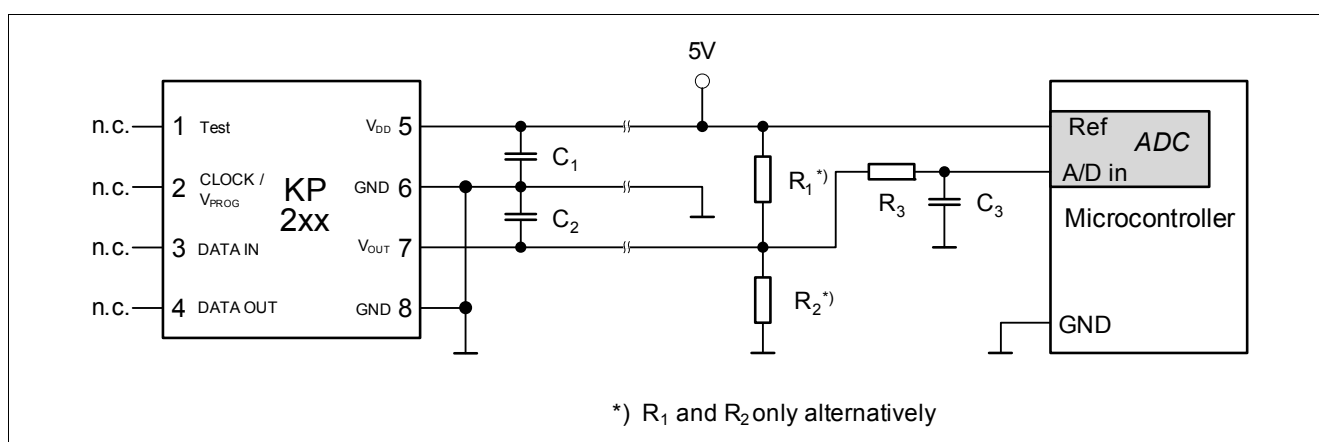 5V
n.c. 1 Test
n.c. 2 CLOCK / VPROG
n.c. 3 DATA IN
n.c. 4 DATA OUT
KP
2xx
VDD 5
GND 6
VOUT 7
GND 8
C1
C2
R1*)
R2*)
R3
C3
Ref
ADC
A/D in
Microcontroller
GND
*) R1 and R2 only alternatively